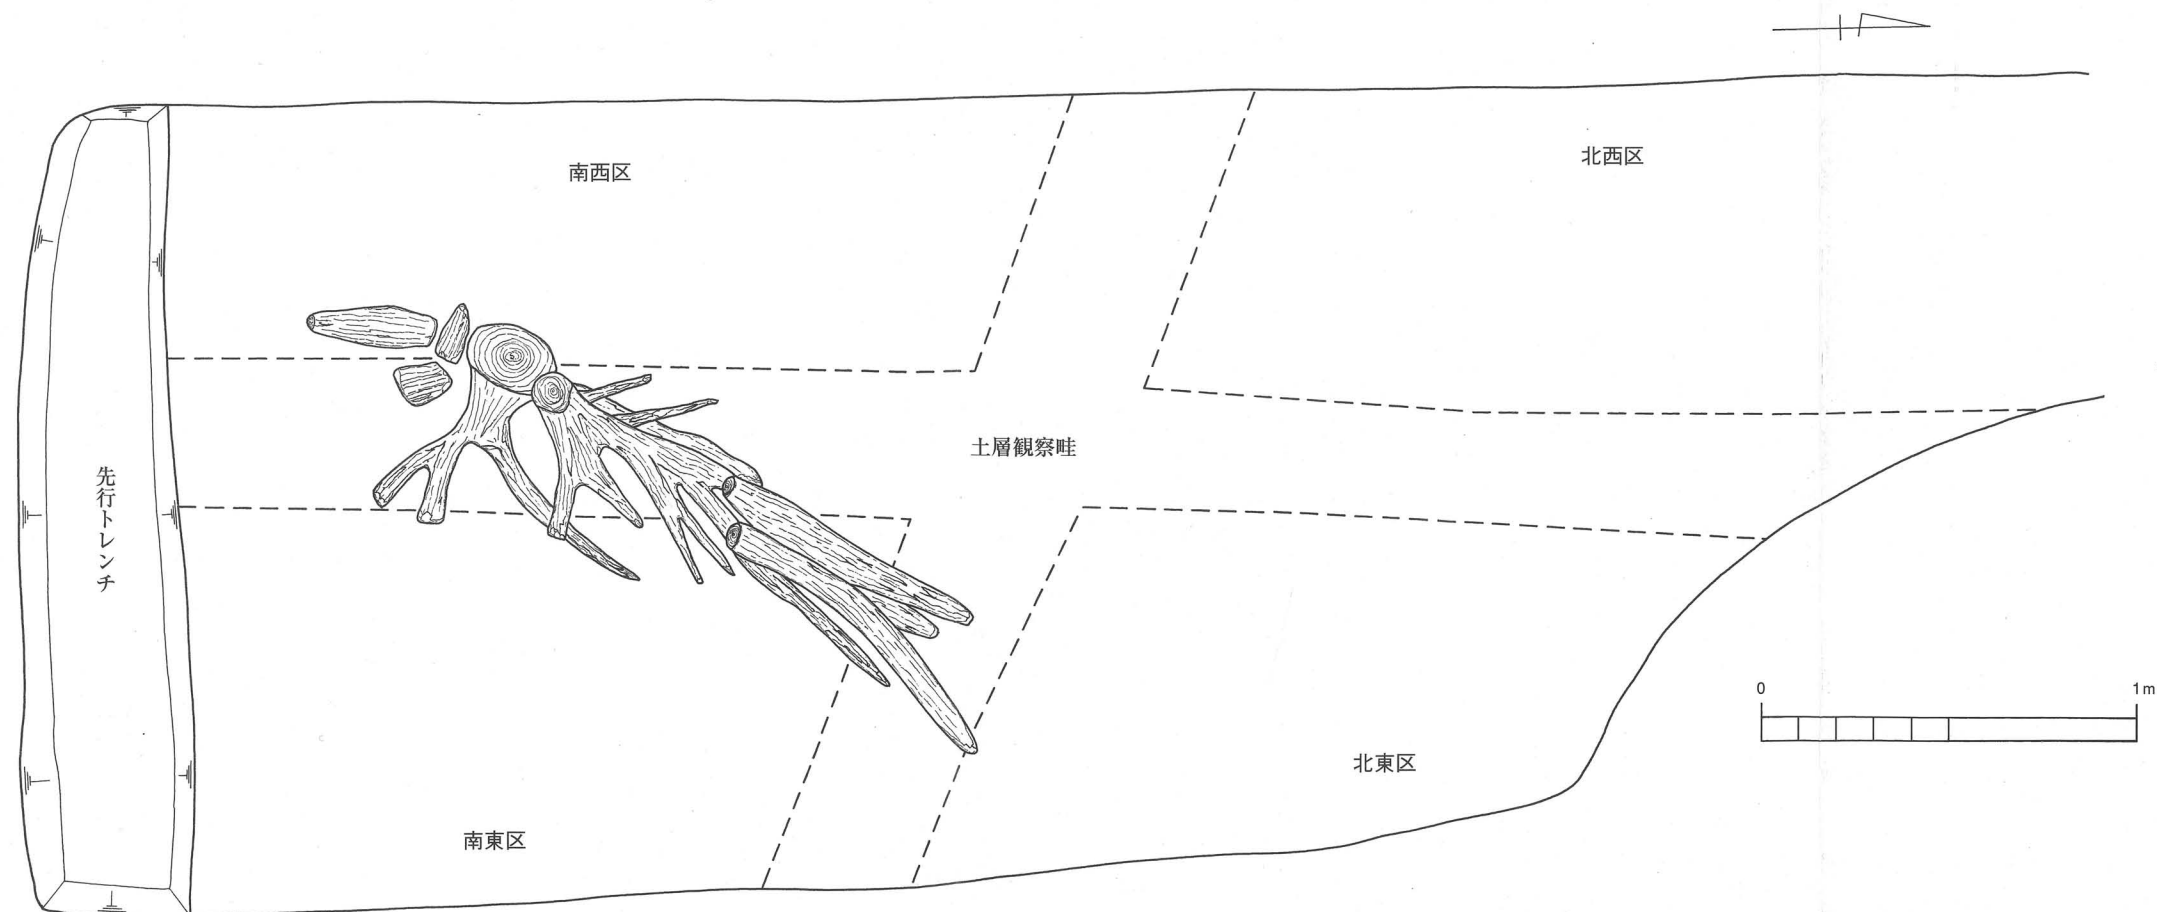 南西区
北西区
土層観察畦
先行トレンチ
0 1m
北東区
南東区